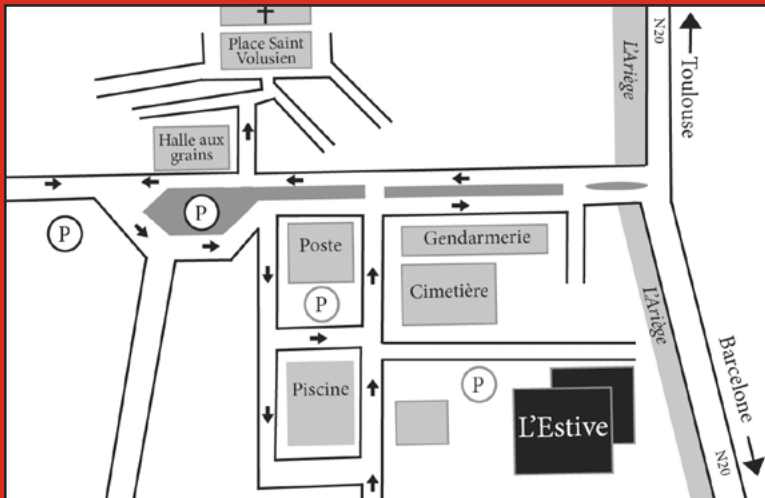 Place Saint
Volusien
L'Ariège
N20
Toulouse
Halle aux
grains
P
P
Poste
Gendarmerie
P
Cimetière
L'Ariège
Barcelone
Piscine
P
L'Estive
N20